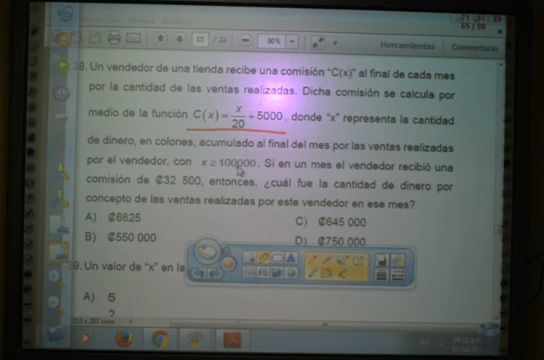 15 / 22
90%
Herramientas
Comentario
38. Un vendedor de una tienda recibe una comisión "C(x)" al final de cada mes
por la cantidad de las ventas realizadas. Dicha comisión se calcula por
medio de la función C(x) = x/20 + 5000, donde "x" representa la cantidad
de dinero, en colones, acumulado al final del mes por las ventas realizadas
por el vendedor, con x ≥ 100000. Si en un mes el vendedor recibió una
comisión de ₡32 500, entonces, ¿cuál fue la cantidad de dinero por
concepto de las ventas realizadas por este vendedor en ese mes?
A) ₡6625
C) ₡645 000
B) ₡550 000
D) ₡750 000
39. Un valor de "x" en la
A) 5
2